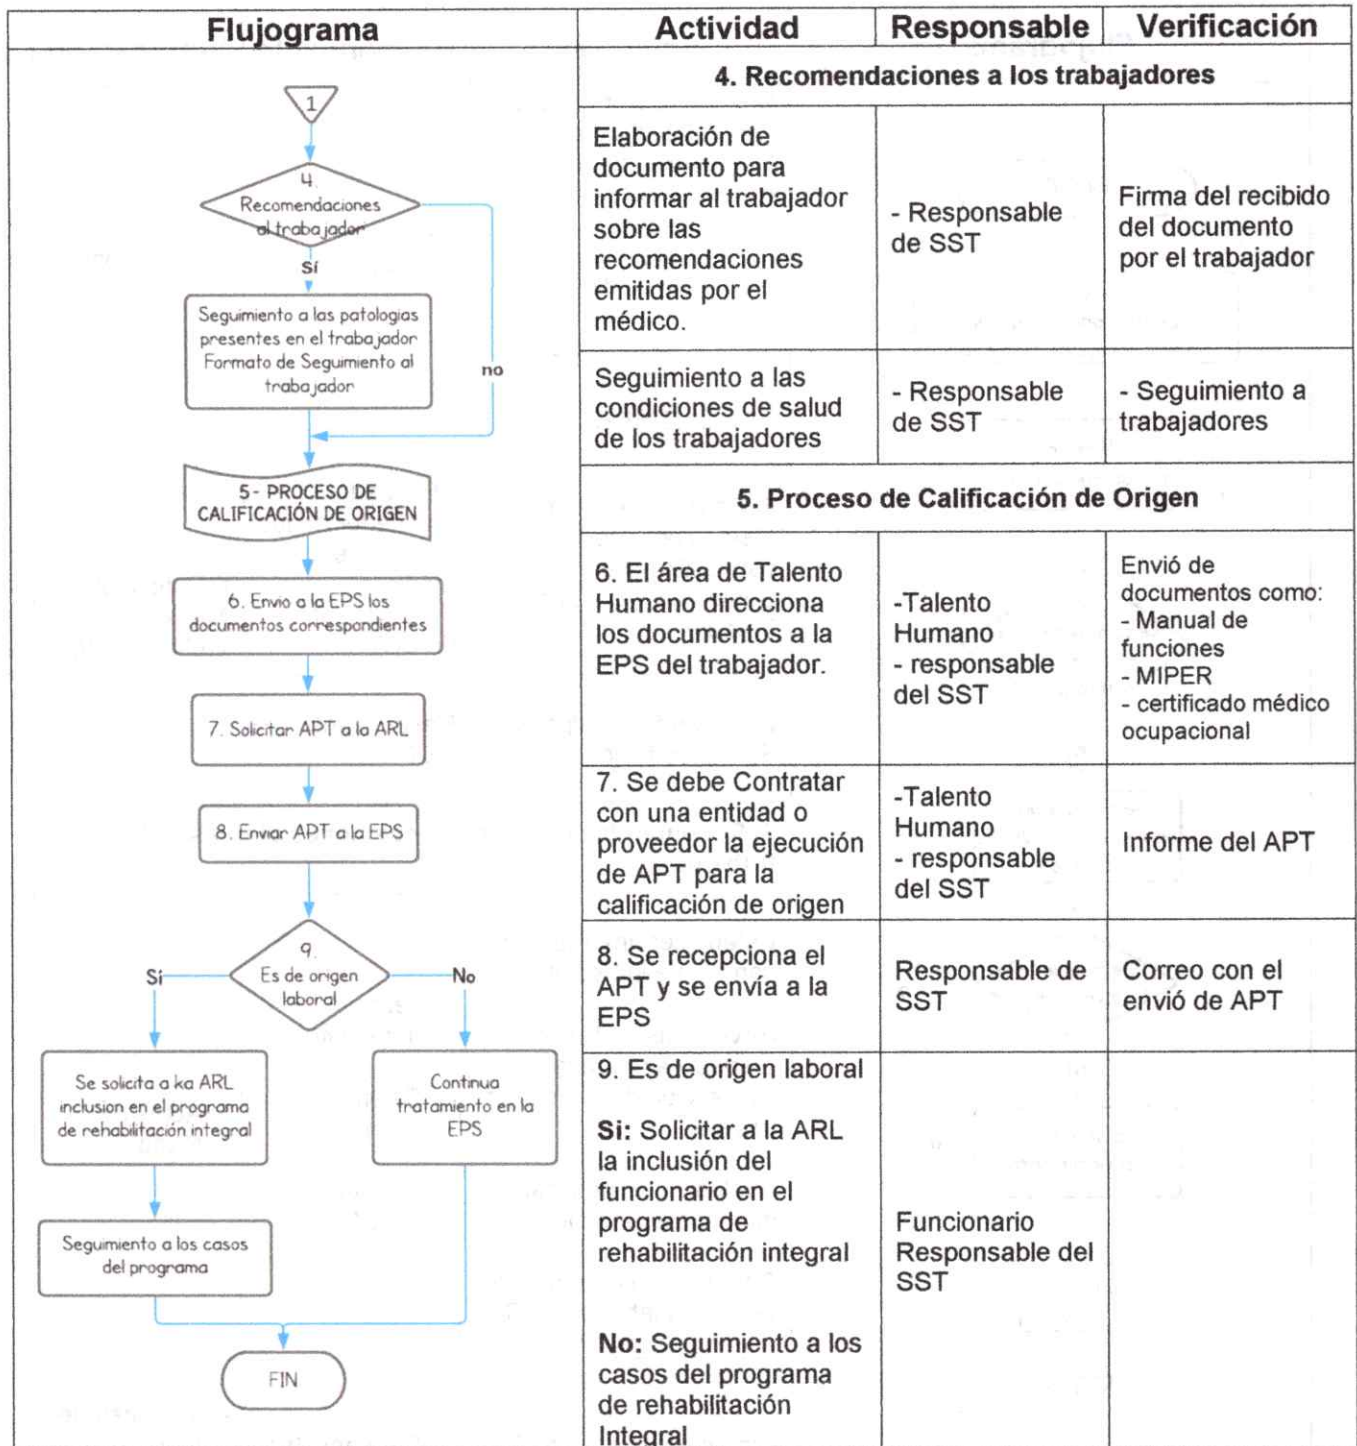 Flujograma
Actividad
Responsable
Verificación
1
4.
Recomendaciones
al trabajador
Sí
no
Seguimiento a las patologias
presentes en el trabajador
Formato de Seguimiento al
trabajador
5- PROCESO DE
CALIFICACIÓN DE ORIGEN
6. Envio a la EPS los
documentos correspondientes
7. Solicitar APT a la ARL
8. Enviar APT a la EPS
9.
Es de origen
laboral
Sí
No
Se solicita a ka ARL
inclusion en el programa
de rehabilitación integral
Continua
tratamiento en la
EPS
Seguimiento a los casos
del programa
FIN
4. Recomendaciones a los trabajadores
Elaboración de
documento para
informar al trabajador
sobre las
recomendaciones
emitidas por el
médico.
- Responsable
de SST
Firma del recibido
del documento
por el trabajador
Seguimiento a las
condiciones de salud
de los trabajadores
- Responsable
de SST
- Seguimiento a
trabajadores
5. Proceso de Calificación de Origen
6. El área de Talento
Humano direcciona
los documentos a la
EPS del trabajador.
-Talento
Humano
- responsable
del SST
Envió de
documentos como:
- Manual de
funciones
- MIPER
- certificado médico
ocupacional
7. Se debe Contratar
con una entidad o
proveedor la ejecución
de APT para la
calificación de origen
-Talento
Humano
- responsable
del SST
Informe del APT
8. Se recepciona el
APT y se envía a la
EPS
Responsable de
SST
Correo con el
envió de APT
9. Es de origen laboral
Si: Solicitar a la ARL
la inclusión del
funcionario en el
programa de
rehabilitación integral
No: Seguimiento a los
casos del programa
de rehabilitación
Integral
Funcionario
Responsable del
SST